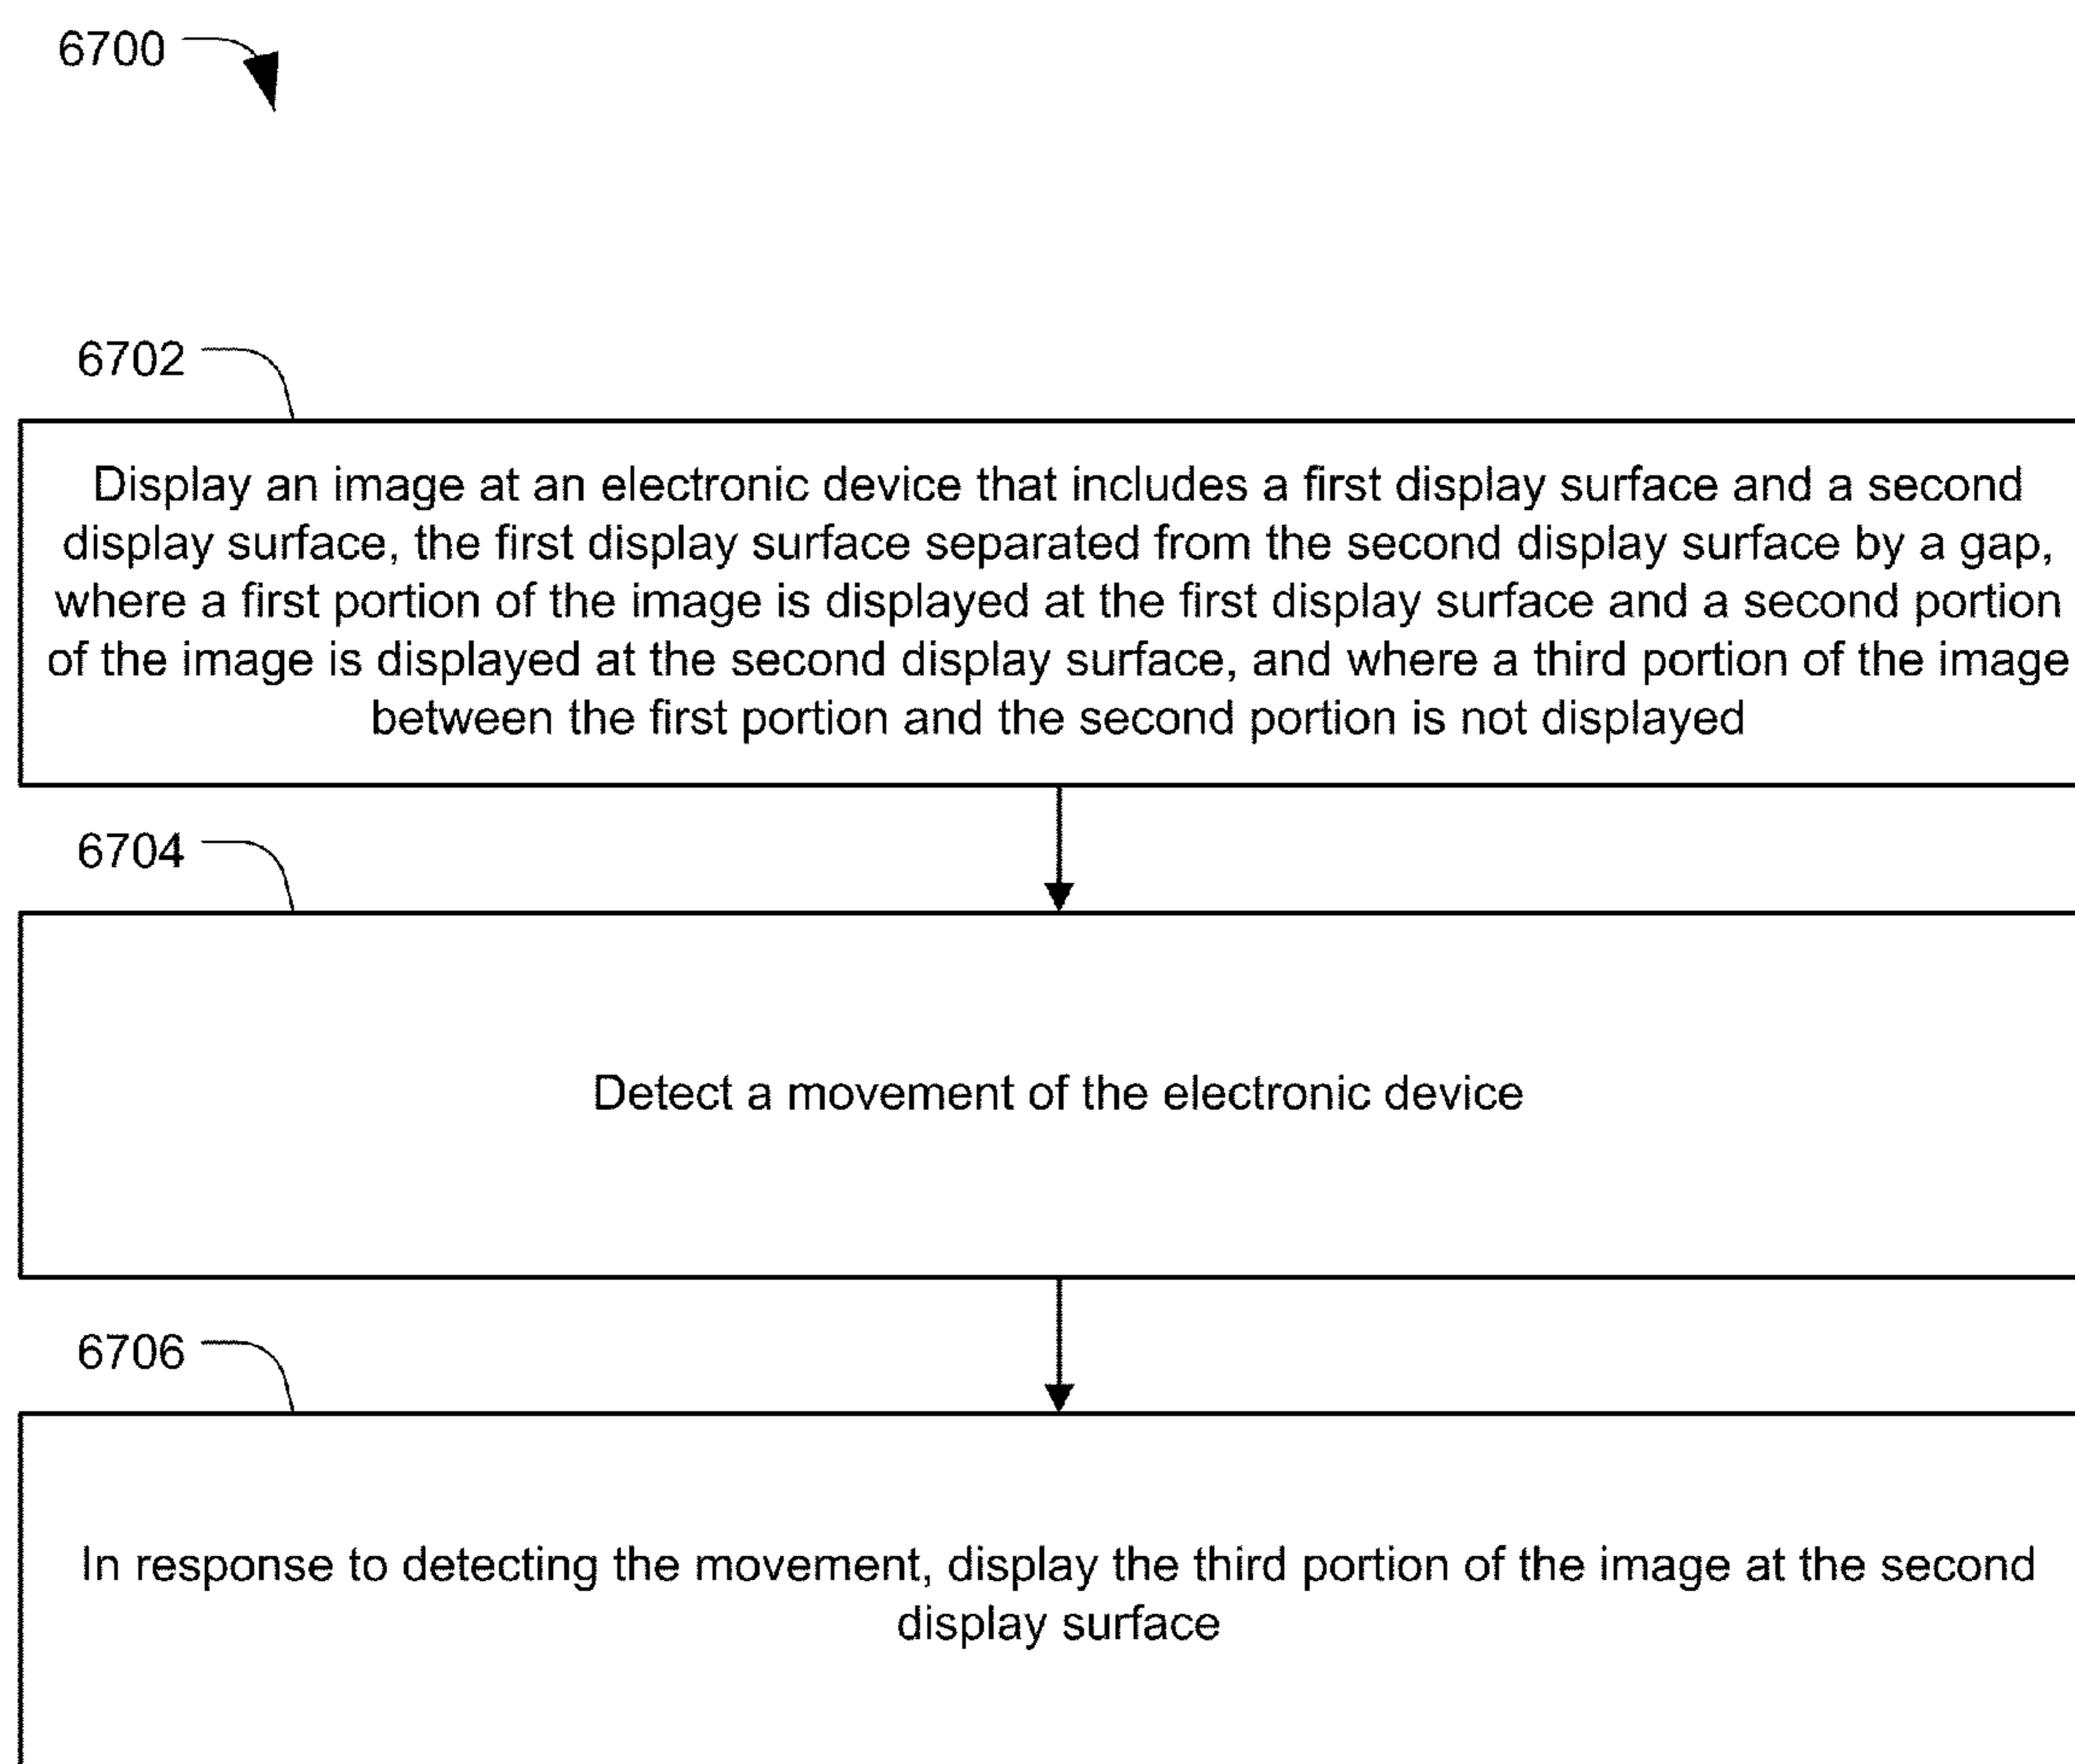 6700
6702
Display an image at an electronic device that includes a first display surface and a second
display surface, the first display surface separated from the second display surface by a gap,
where a first portion of the image is displayed at the first display surface and a second portion
of the image is displayed at the second display surface, and where a third portion of the image
between the first portion and the second portion is not displayed
6704
Detect a movement of the electronic device
6706
In response to detecting the movement, display the third portion of the image at the second
display surface